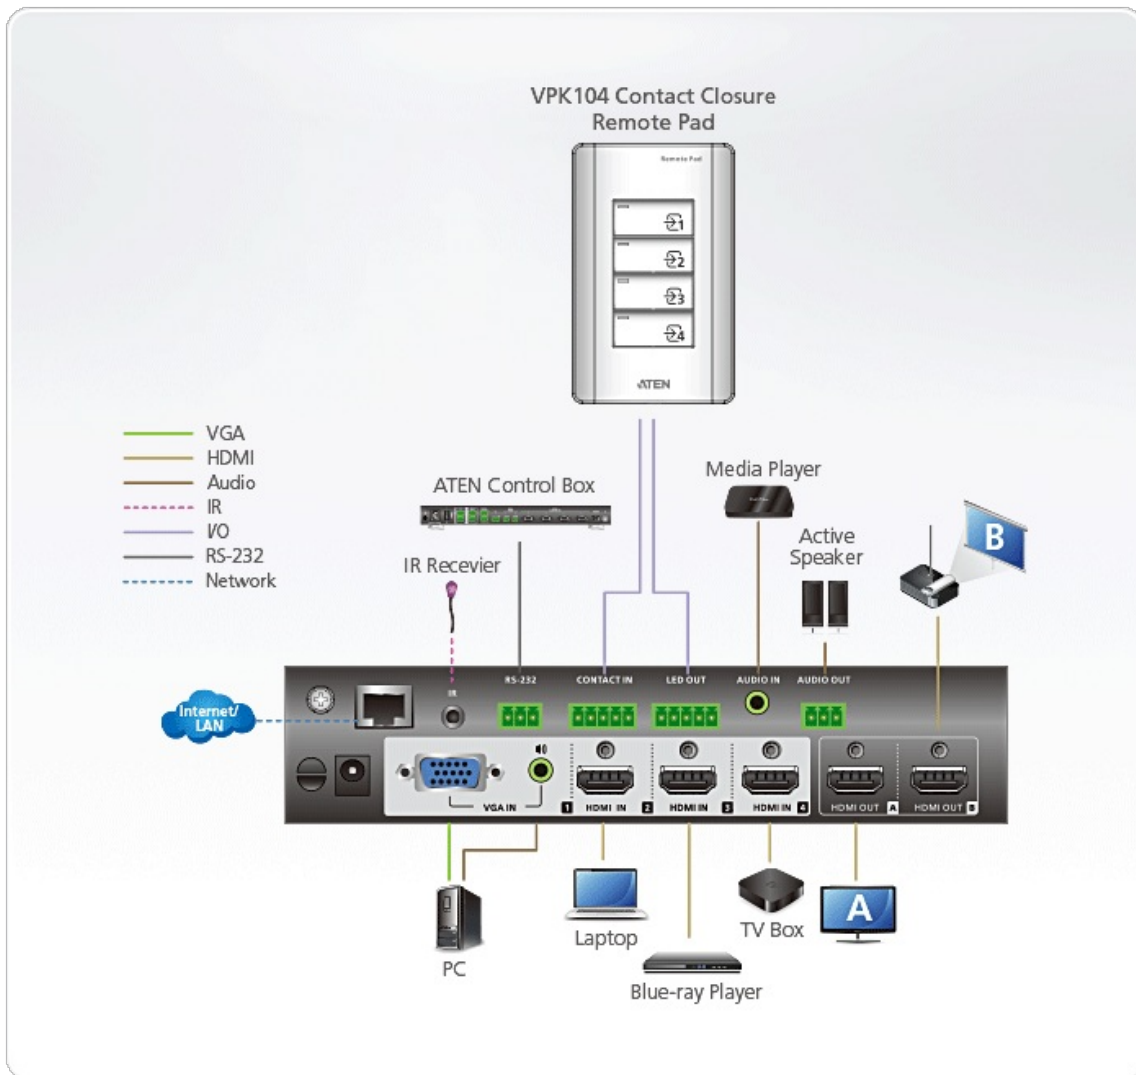 VPK104 Contact Closure
Remote Pad
Remote Pad
1
2
3
4
ATEN
VGA
HDMI
Audio
IR
I/O
RS-232
Network
ATEN Control Box
IR Recevier
Media Player
Active
Speaker
B
Internet/
LAN
IR
RS-232
CONTACT IN
LED OUT
AUDIO IN
AUDIO OUT
VGA IN
1
HDMI IN
2
HDMI IN
3
HDMI IN
4
HDMI OUT
A
HDMI OUT
B
PC
Laptop
Blue-ray Player
TV Box
A